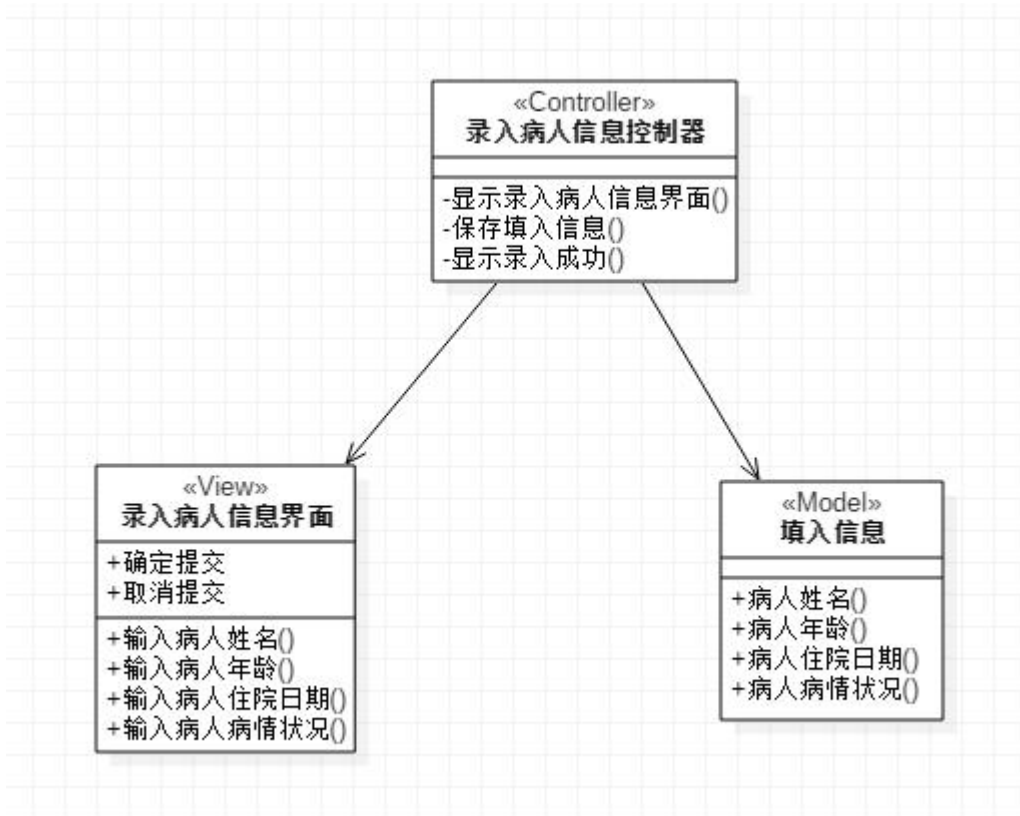 «Controller»
录入病人信息控制器
-显示录入病人信息界面()
-保存填入信息()
-显示录入成功()
«View»
录入病人信息界面
+确定提交
+取消提交
+输入病人姓名()
+输入病人年龄()
+输入病人住院日期()
+输入病人病情状况()
«Model»
填入信息
+病人姓名()
+病人年龄()
+病人住院日期()
+病人病情状况()